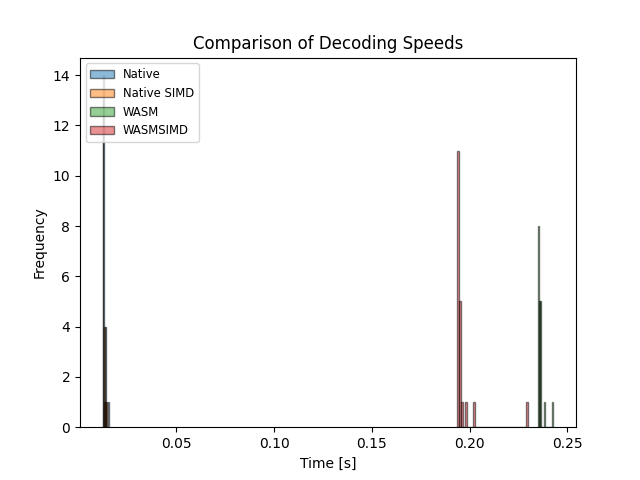 Comparison of Decoding Speeds
Native
Native SIMD
WASM
WASMSIMD
14
12
10
8
6
4
2
0
Frequency
0.05 0.10 0.15 0.20 0.25
Time [s]